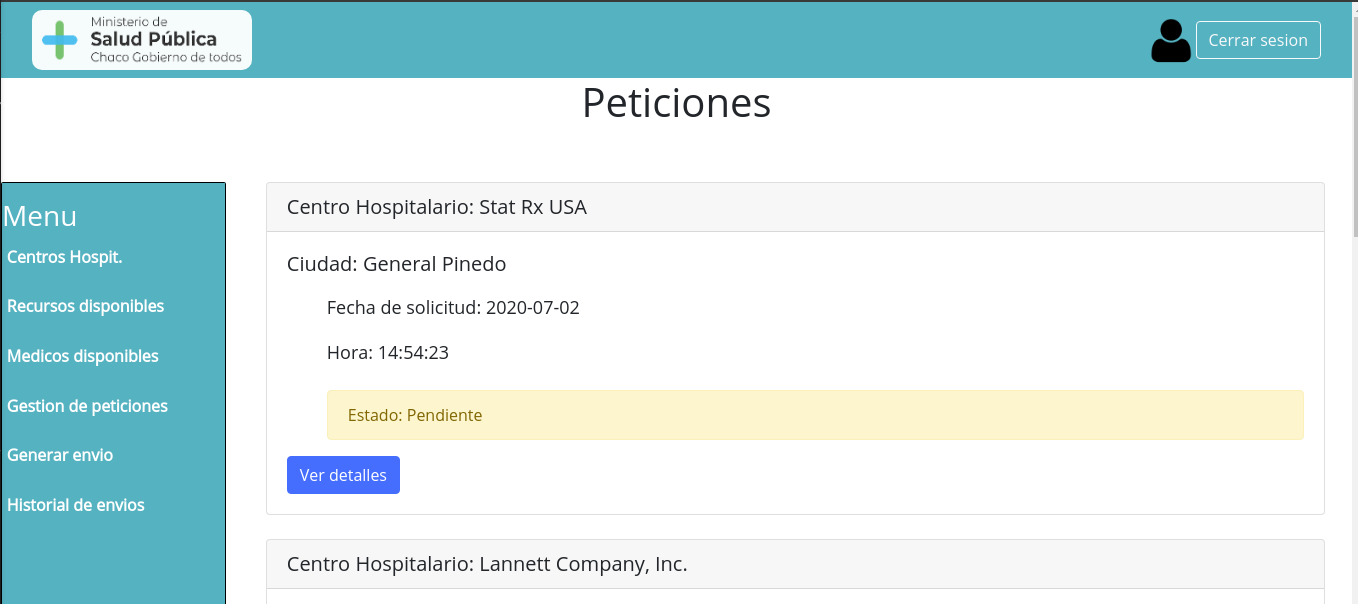 Ministerio de
Salud Pública
Chaco Gobierno de todos
Cerrar sesion
Peticiones
Menu
Centros Hospit.
Recursos disponibles
Medicos disponibles
Gestion de peticiones
Generar envio
Historial de envios
Centro Hospitalario: Stat Rx USA
Ciudad: General Pinedo
Fecha de solicitud: 2020-07-02
Hora: 14:54:23
Estado: Pendiente
Ver detalles
Centro Hospitalario: Lannett Company, Inc.